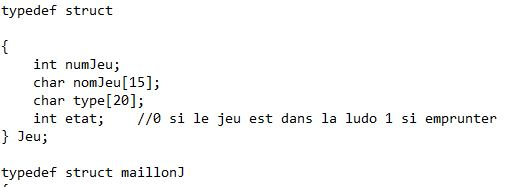 typedef struct
{
int numJeu;
char nomJeu[15];
char type[20];
int etat; //0 si le jeu est dans la ludo 1 si emprunter
} Jeu;
typedef struct maillonJ